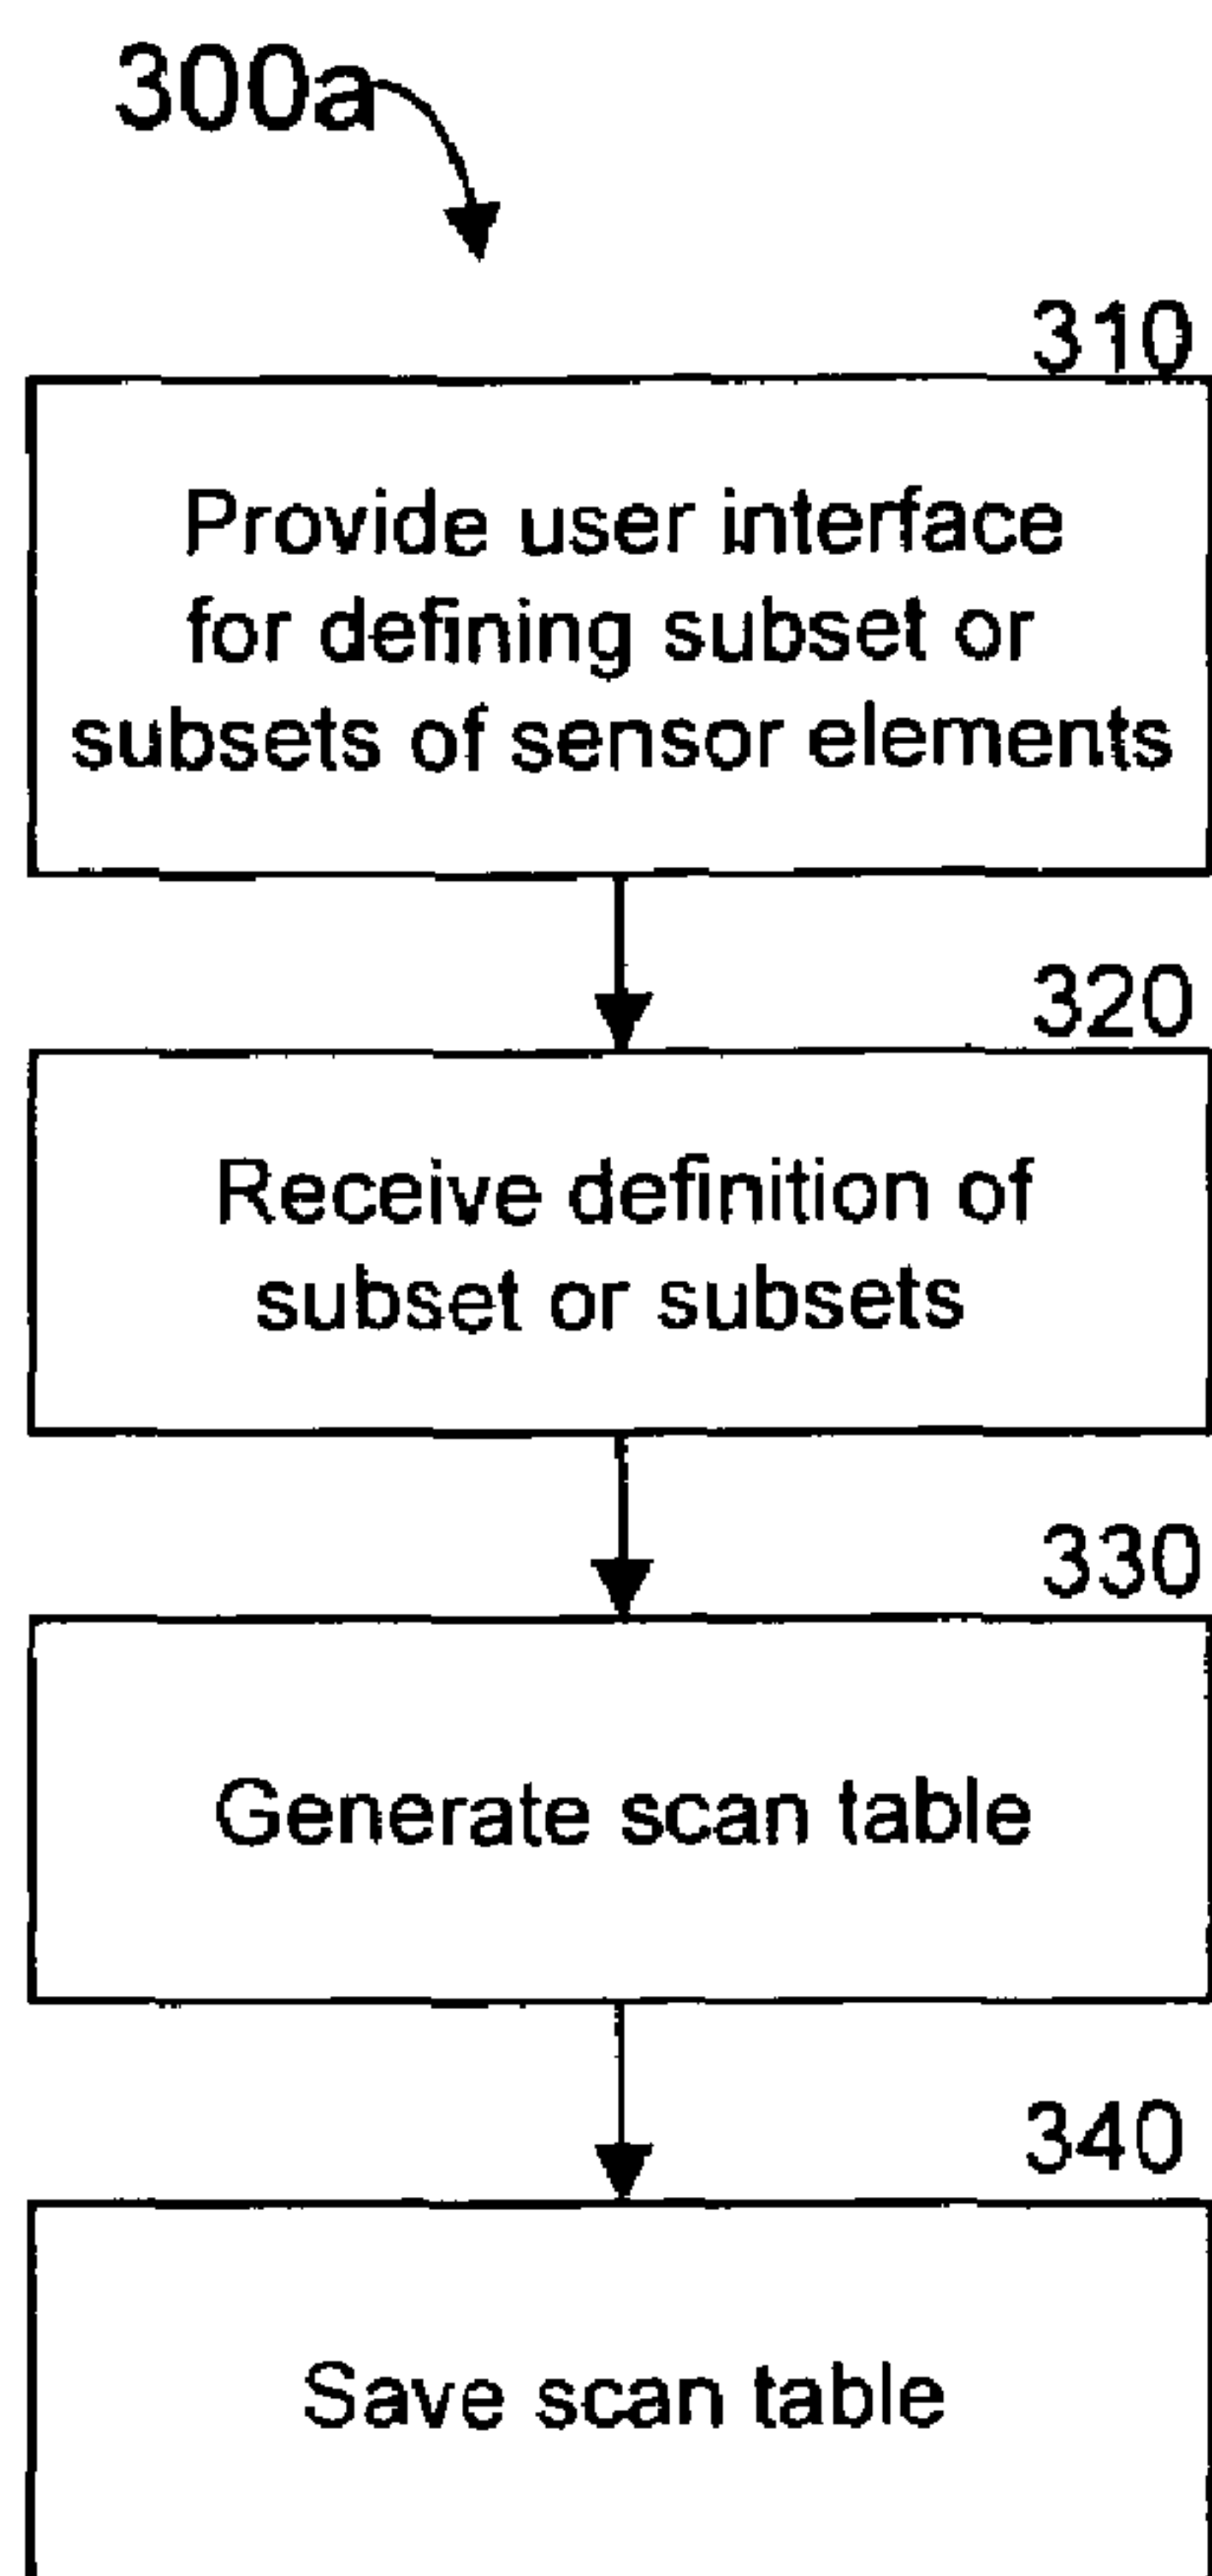 300a
310
Provide user interface
for defining subset or
subsets of sensor elements
320
Receive definition of
subset or subsets
330
Generate scan table
340
Save scan table